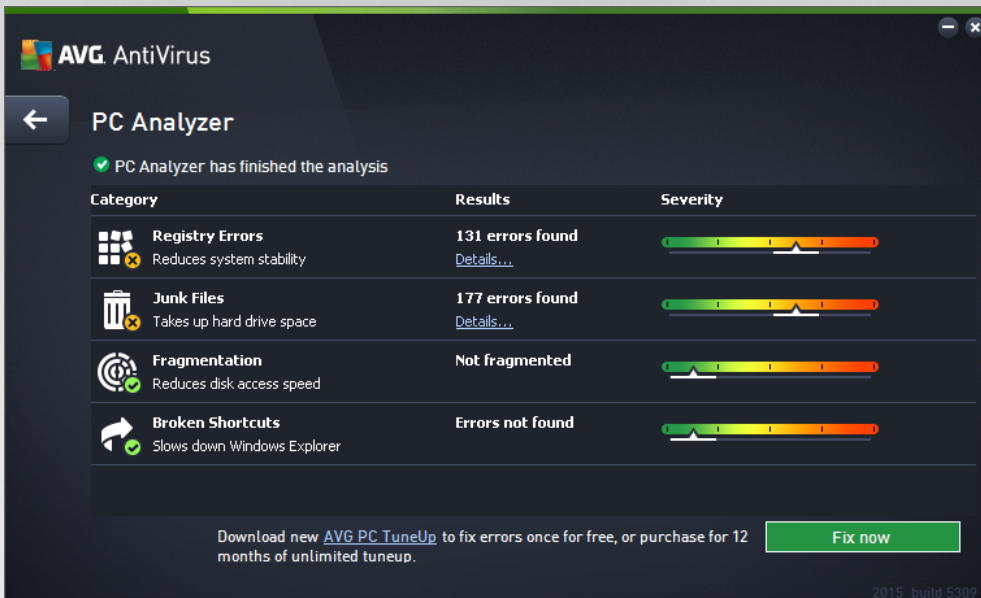 AVG. AntiVirus
PC Analyzer
PC Analyzer has finished the analysis
Category Results Severity
Registry Errors 131 errors found
Reduces system stability Details...
Junk Files 177 errors found
Takes up hard drive space Details...
Fragmentation Not fragmented
Reduces disk access speed
Broken Shortcuts Errors not found
Slows down Windows Explorer
Download new AVG PC TuneUp to fix errors once for free, or purchase for 12
months of unlimited tuneup.
Fix now
2015 build 5309